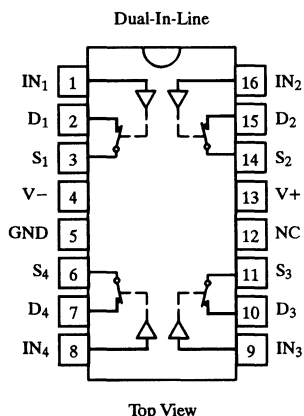 Dual-In-Line
IN1 1 16 IN2
D1 2 15 D2
S1 3 14 S2
V− 4 13 V+
GND 5 12 NC
S4 6 11 S3
D4 7 10 D3
IN4 8 9 IN3
Top View